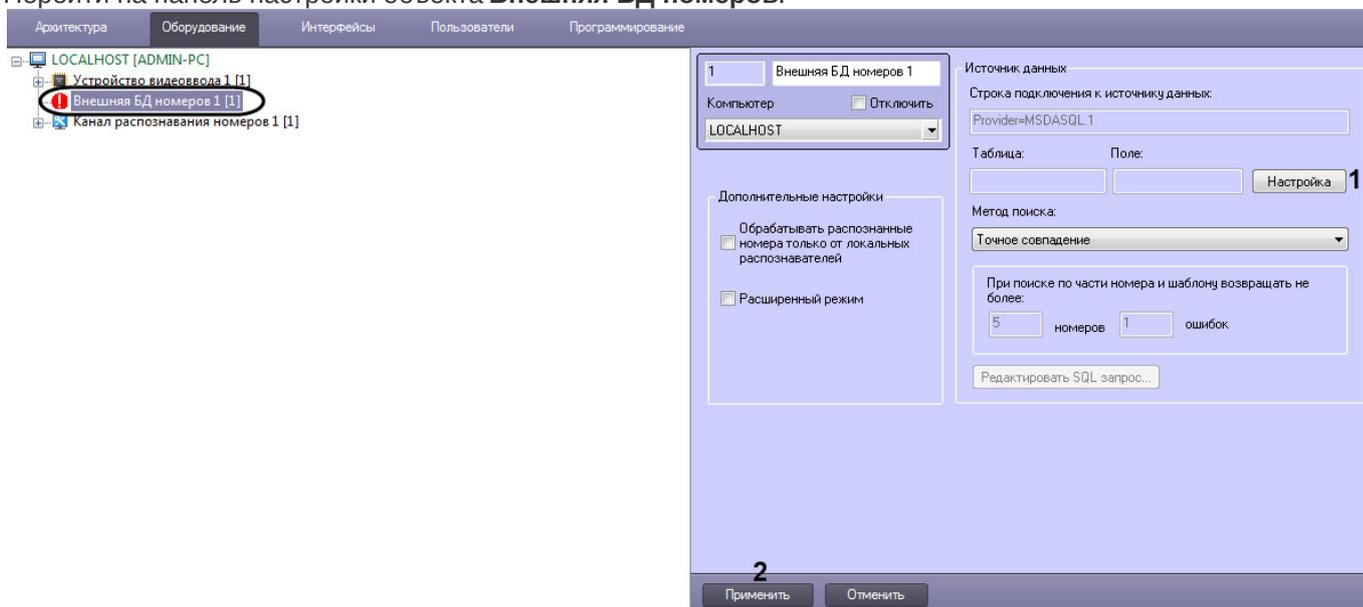 Перейти на панель настройки объекта Внешняя БД номеров.
Архитектура Оборудование Интерфейсы Пользователи Программирование
LOCALHOST [ADMIN-PC]
Устройство видеоввода 1 [1]
Внешняя БД номеров 1 [1]
Канал распознавания номеров 1 [1]
1 Внешняя БД номеров 1
Компьютер Отключить
LOCALHOST
Дополнительные настройки
Обрабатывать распознанные
номера только от локальных
распознавателей
Расширенный режим
Источник данных
Строка подключения к источнику данных:
Provider=MSDASQL.1
Таблица: Поле:
Настройка 1
Метод поиска:
Точное совпадение
При поиске по части номера и шаблону возвращать не
более:
5 номеров 1 ошибок
Редактировать SQL запрос...
2
Применить Отменить